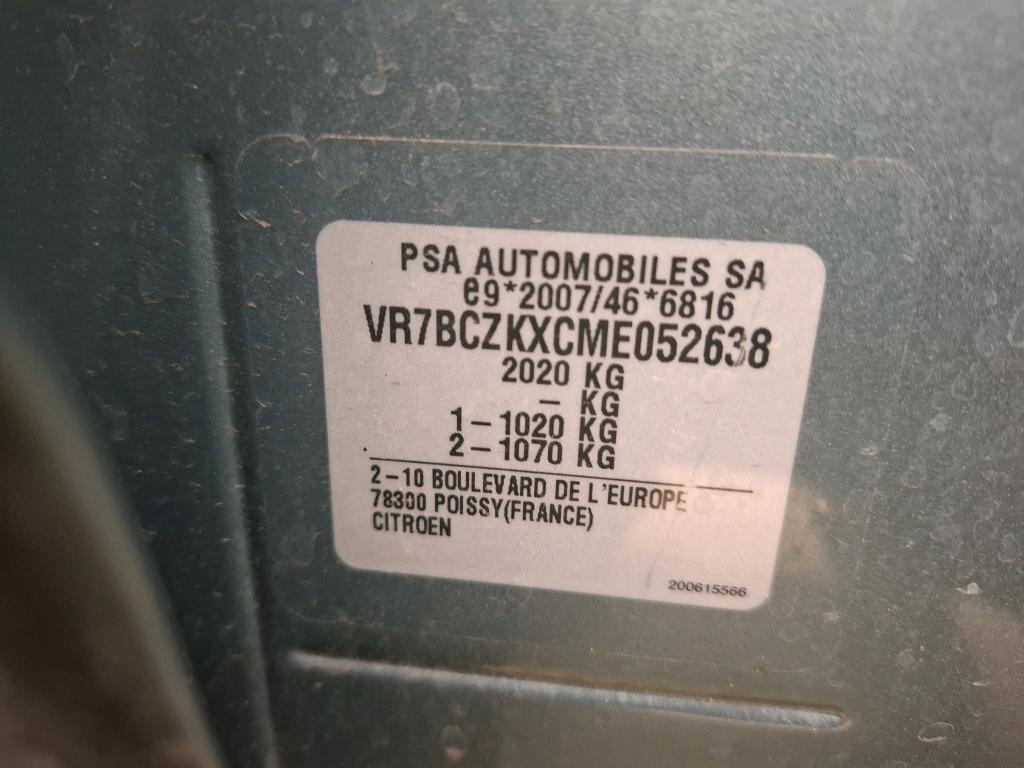 PSA AUTOMOBILES SA
e9*2007/46*6816
VR7BCZKXCME052638
2020 KG
- KG
1-1020 KG
2-1070 KG
2-10 BOULEVARD DE L'EUROPE
78300 POISSY(FRANCE)
CITROEN
200615566